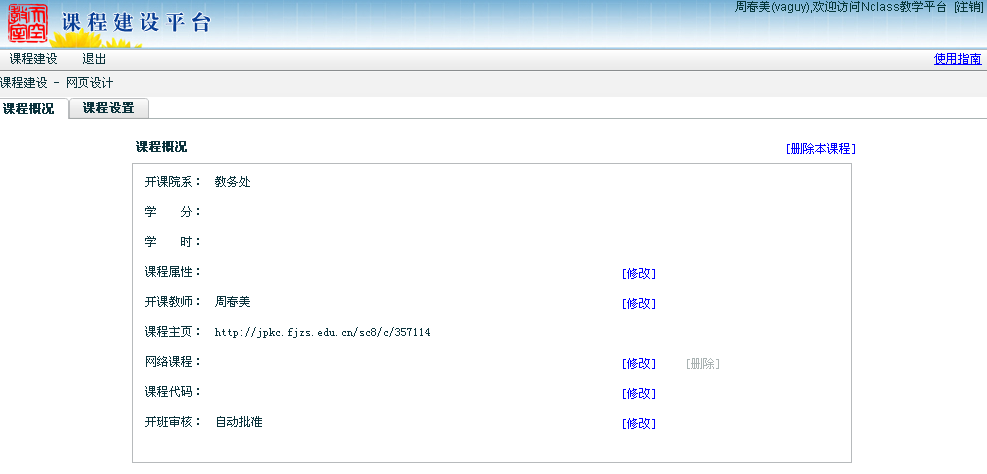 天空教室 课程建设平台
周春美(vaguy),欢迎访问Nclass教学平台 [注销]
课程建设 退出 使用指南
课程建设 - 网页设计
课程概况 课程设置
课程概况 [删除本课程]
开课院系： 教务处
学 分：
学 时：
课程属性： [修改]
开课教师： 周春美 [修改]
课程主页： http://jpkc.fjzs.edu.cn/sc8/c/357114
网络课程： [修改] [删除]
课程代码： [修改]
开班审核： 自动批准 [修改]